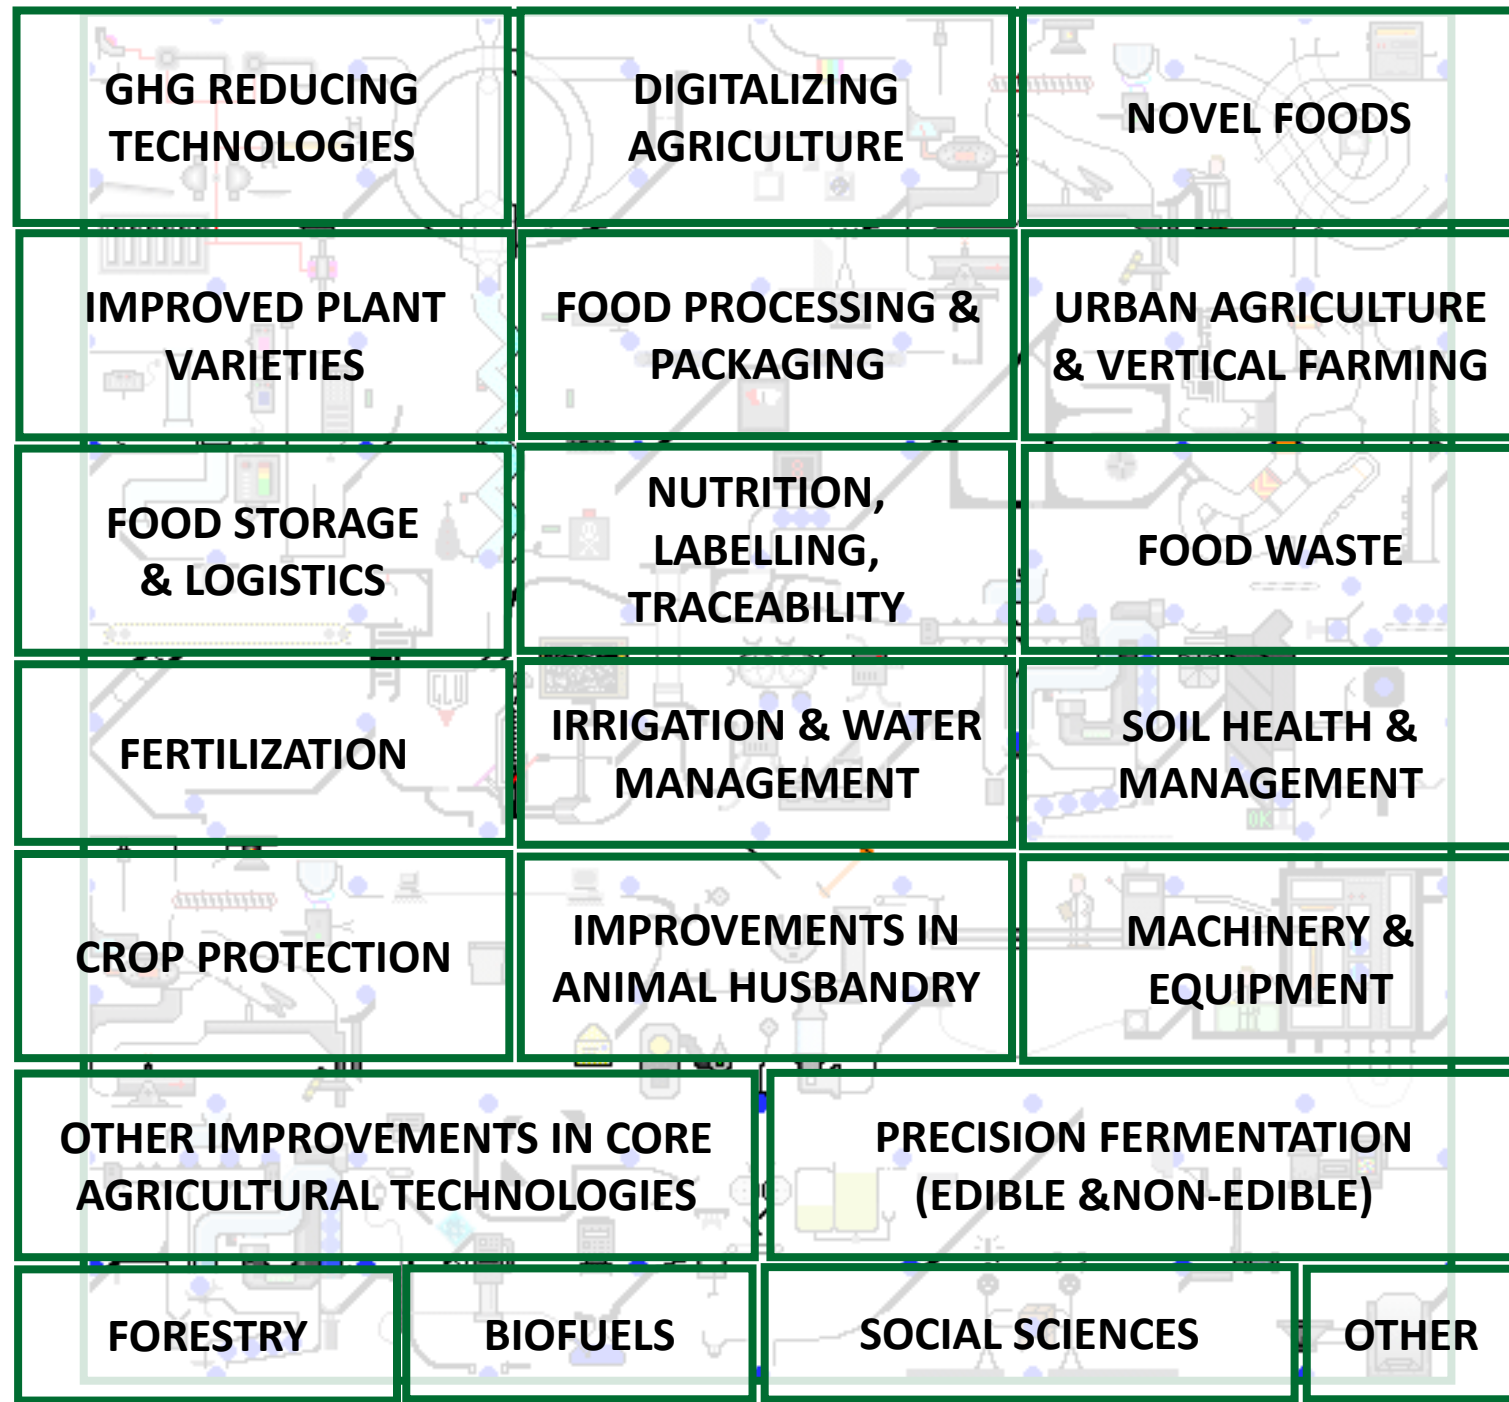 GHG REDUCING
TECHNOLOGIES
DIGITALIZING
AGRICULTURE
NOVEL FOODS
IMPROVED PLANT
VARIETIES
FOOD PROCESSING &
PACKAGING
URBAN AGRICULTURE
& VERTICAL FARMING
FOOD STORAGE
& LOGISTICS
NUTRITION,
LABELLING,
TRACEABILITY
FOOD WASTE
FERTILIZATION
IRRIGATION & WATER
MANAGEMENT
SOIL HEALTH &
MANAGEMENT
CROP PROTECTION
IMPROVEMENTS IN
ANIMAL HUSBANDRY
MACHINERY &
EQUIPMENT
OTHER IMPROVEMENTS IN CORE
AGRICULTURAL TECHNOLOGIES
PRECISION FERMENTATION
(EDIBLE &NON-EDIBLE)
FORESTRY
BIOFUELS
SOCIAL SCIENCES
OTHER